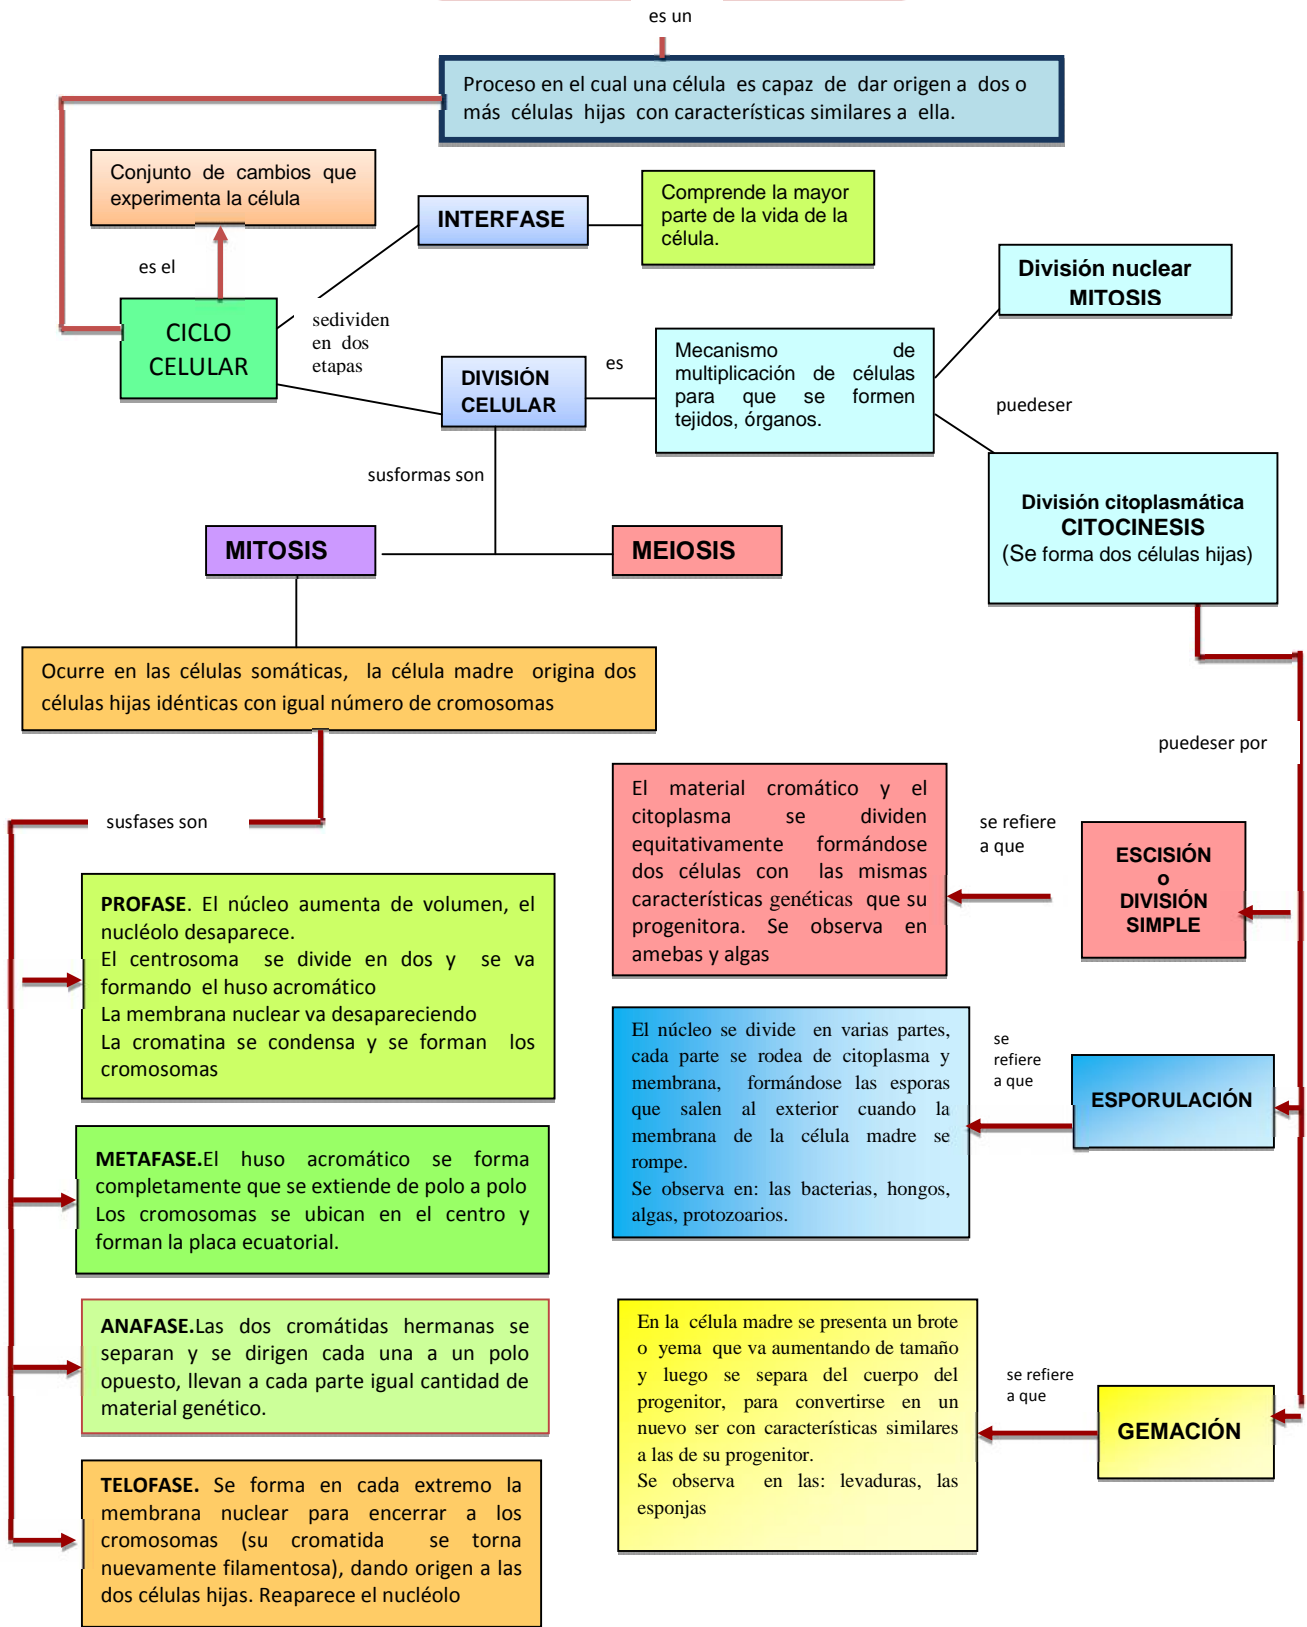 es un
Proceso en el cual una célula es capaz de dar origen a dos o
más células hijas con características similares a ella.
Conjunto de cambios que
experimenta la célula
es el
CICLO
CELULAR
sedividen
en dos
etapas
INTERFASE
Comprende la mayor
parte de la vida de la
célula.
DIVISIÓN
CELULAR
es
Mecanismo de
multiplicación de células
para que se formen
tejidos, órganos.
División nuclear
MITOSIS
puedeser
División citoplasmática
CITOCINESIS
(Se forma dos células hijas)
susformas son
MITOSIS
MEIOSIS
Ocurre en las células somáticas, la célula madre origina dos
células hijas idénticas con igual número de cromosomas
susfases son
PROFASE. El núcleo aumenta de volumen, el
nucléolo desaparece.
El centrosoma se divide en dos y se va
formando el huso acromático
La membrana nuclear va desapareciendo
La cromatina se condensa y se forman los
cromosomas
METAFASE.El huso acromático se forma
completamente que se extiende de polo a polo
Los cromosomas se ubican en el centro y
forman la placa ecuatorial.
ANAFASE.Las dos cromátidas hermanas se
separan y se dirigen cada una a un polo
opuesto, llevan a cada parte igual cantidad de
material genético.
TELOFASE. Se forma en cada extremo la
membrana nuclear para encerrar a los
cromosomas (su cromatida se torna
nuevamente filamentosa), dando origen a las
dos células hijas. Reaparece el nucléolo
puedeser por
ESCISIÓN
o
DIVISIÓN
SIMPLE
se refiere
a que
El material cromático y el
citoplasma se dividen
equitativamente formándose
dos células con las mismas
características genéticas que su
progenitora. Se observa en
amebas y algas
ESPORULACIÓN
se
refiere
a que
El núcleo se divide en varias partes,
cada parte se rodea de citoplasma y
membrana, formándose las esporas
que salen al exterior cuando la
membrana de la célula madre se
rompe.
Se observa en: las bacterias, hongos,
algas, protozoarios.
GEMACIÓN
se refiere
a que
En la célula madre se presenta un brote
o yema que va aumentando de tamaño
y luego se separa del cuerpo del
progenitor, para convertirse en un
nuevo ser con características similares
a las de su progenitor.
Se observa en las: levaduras, las
esponjas